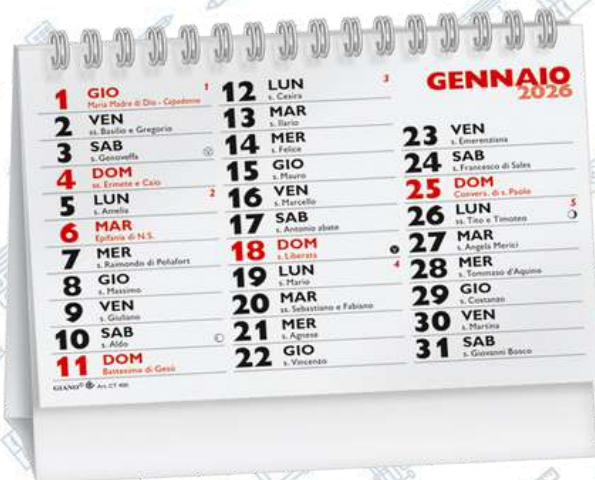 GENNAIO
2026
1 GIO 1
Maria Madre di Dio - Capodanno
2 VEN
ss. Basilio e Gregorio
3 SAB
s. Genoveffa
4 DOM
ss. Ermete e Caio
5 LUN 2
s. Amelia
6 MAR
Epifania di N.S.
7 MER
s. Raimondo di Peñafort
8 GIO
s. Massimo
9 VEN
s. Giuliano
10 SAB
s. Aldo
11 DOM
Battesimo di Gesù
GIANO® Art. CT 400
12 LUN 3
s. Cesira
13 MAR
s. Ilario
14 MER
s. Felice
15 GIO
s. Mauro
16 VEN
s. Marcello
17 SAB
s. Antonio abate
18 DOM
s. Liberata
19 LUN 4
s. Mario
20 MAR
ss. Sebastiano e Fabiano
21 MER
s. Agnese
22 GIO
s. Vincenzo
23 VEN
s. Emerenziana
24 SAB
s. Francesco di Sales
25 DOM
Convers. di s. Paolo
26 LUN 5
ss. Tito e Timoteo
27 MAR
s. Angela Merici
28 MER
s. Tommaso d'Aquino
29 GIO
s. Costanzo
30 VEN
s. Martina
31 SAB
s. Giovanni Bosco